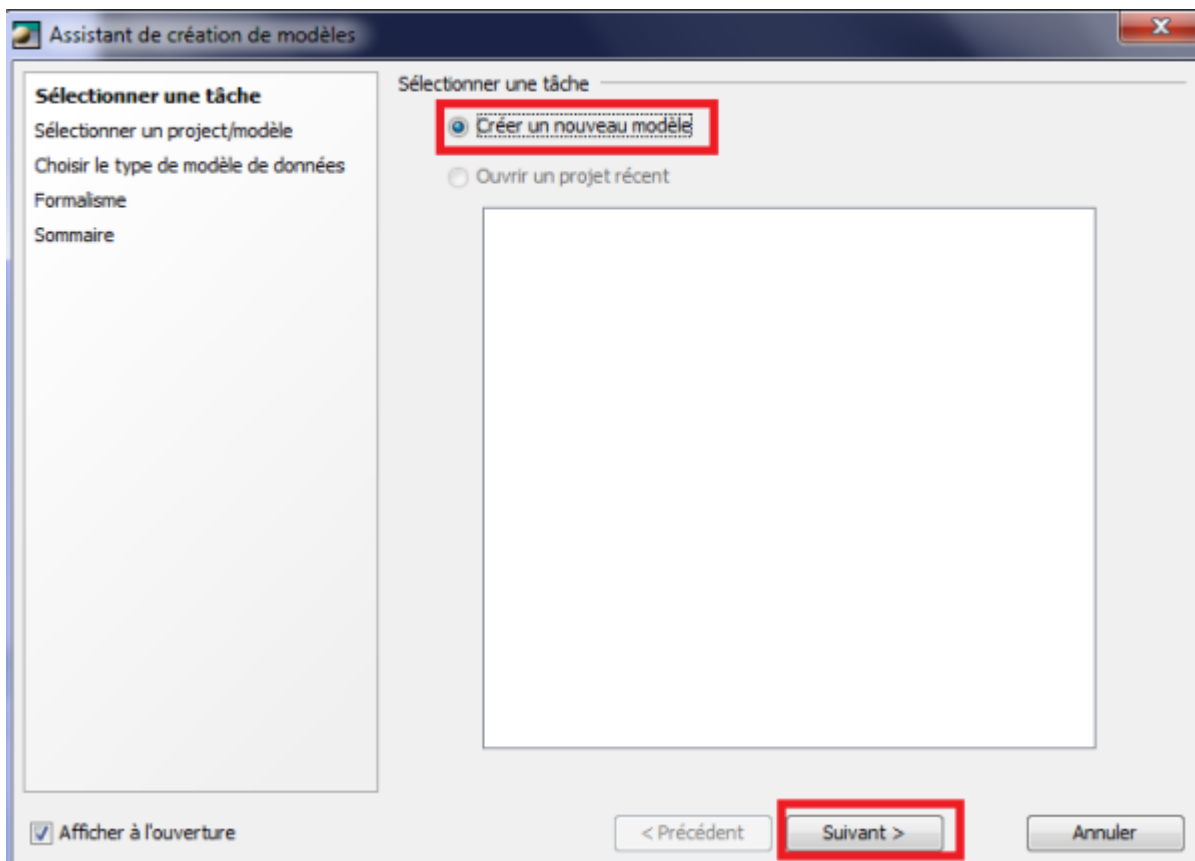 Assistant de création de modèles
Sélectionner une tâche
Sélectionner un project/modèle
Choisir le type de modèle de données
Formalisme
Sommaire
Sélectionner une tâche
Créer un nouveau modèle
Ouvrir un projet récent
Afficher à l'ouverture
< Précédent
Suivant >
Annuler